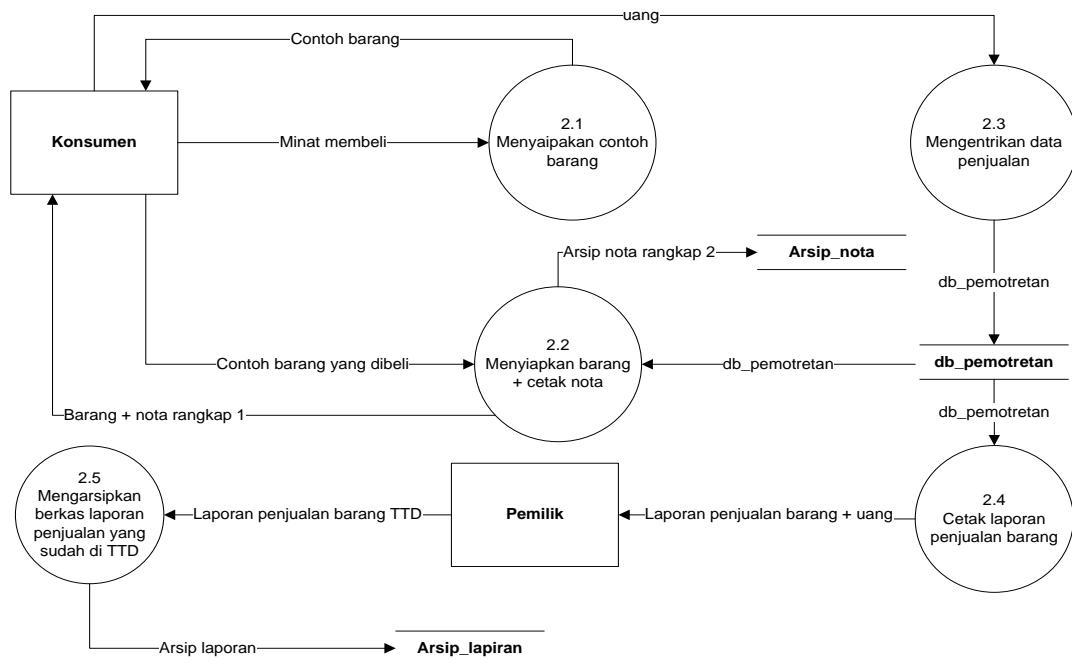 uang
Contoh barang
Konsumen
Minat membeli
2.1
Menyaipakan contoh
barang
2.3
Mengentrikan data
penjualan
Arsip nota rangkap 2
Arsip_nota
db_pemotretan
2.2
Menyiapkan barang
+ cetak nota
Contoh barang yang dibeli
db_pemotretan
db_pemotretan
db_pemotretan
Barang + nota rangkap 1
2.5
Mengarsipkan
berkas laporan
penjualan yang
sudah di TTD
Laporan penjualan barang TTD
Pemilik
Laporan penjualan barang + uang
2.4
Cetak laporan
penjualan barang
Arsip laporan
Arsip_lapiran